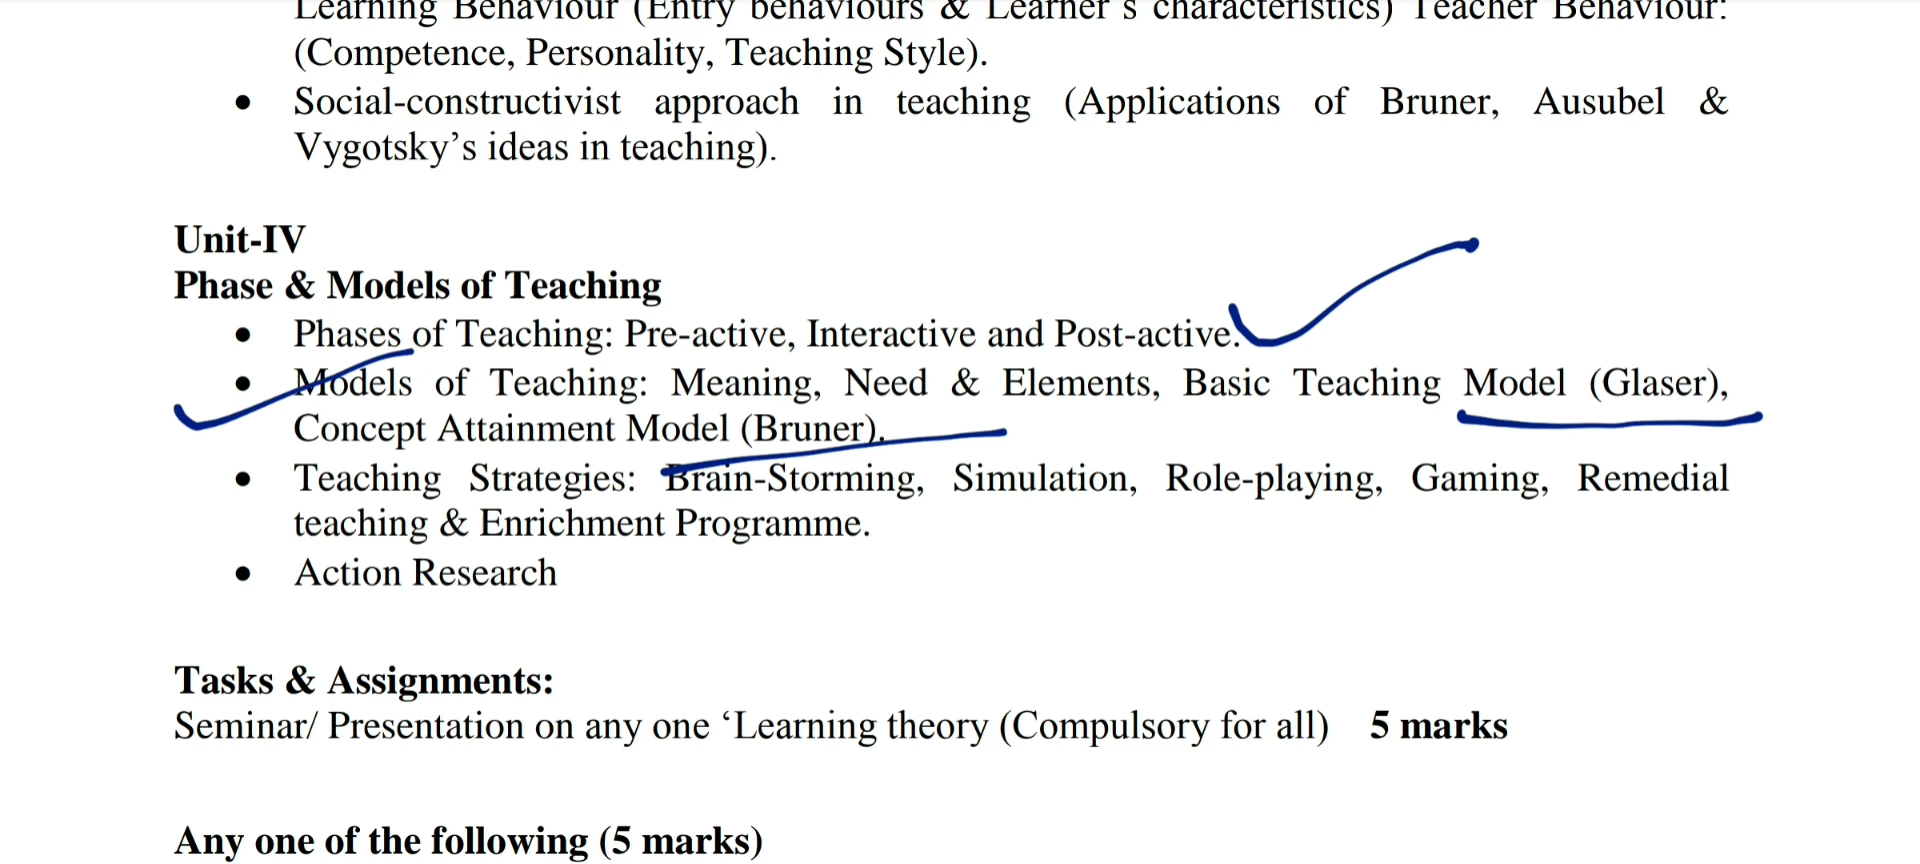 Learning Behaviour (Entry behaviours & Learner's characteristics) Teacher Behaviour:
(Competence, Personality, Teaching Style).
• Social-constructivist approach in teaching (Applications of Bruner, Ausubel &
Vygotsky’s ideas in teaching).
Unit-IV
Phase & Models of Teaching
• Phases of Teaching: Pre-active, Interactive and Post-active.
• Models of Teaching: Meaning, Need & Elements, Basic Teaching Model (Glaser),
Concept Attainment Model (Bruner).
• Teaching Strategies: Brain-Storming, Simulation, Role-playing, Gaming, Remedial
teaching & Enrichment Programme.
• Action Research
Tasks & Assignments:
Seminar/ Presentation on any one ‘Learning theory (Compulsory for all) 5 marks
Any one of the following (5 marks)